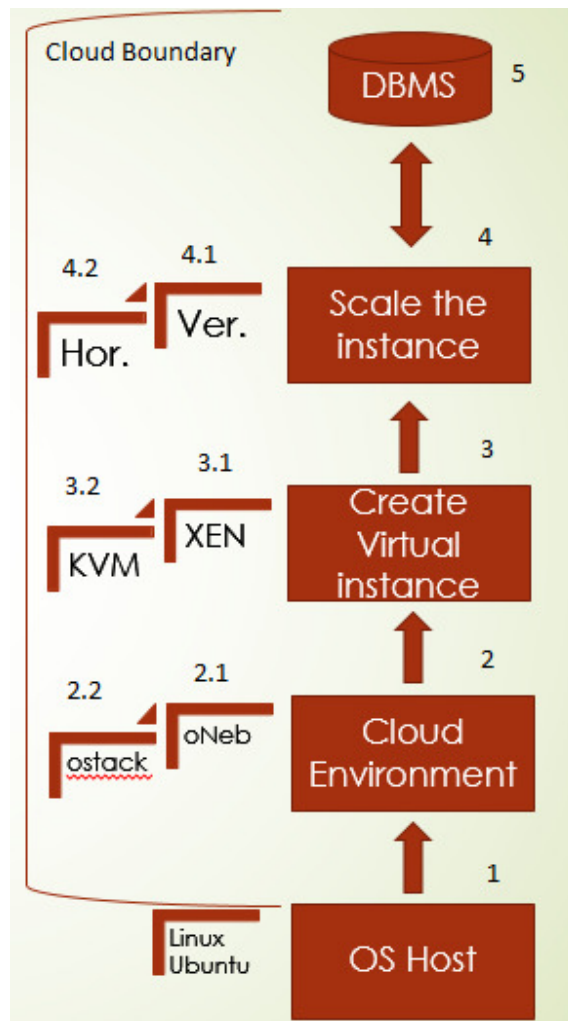 Cloud Boundary
DBMS
5
4
4.2
4.1
Hor.
Ver.
Scale the
instance
3
3.2
3.1
KVM
XEN
Create
Virtual
instance
2
2.2
2.1
ostack
oNeb
Cloud
Environment
1
Linux
Ubuntu
OS Host